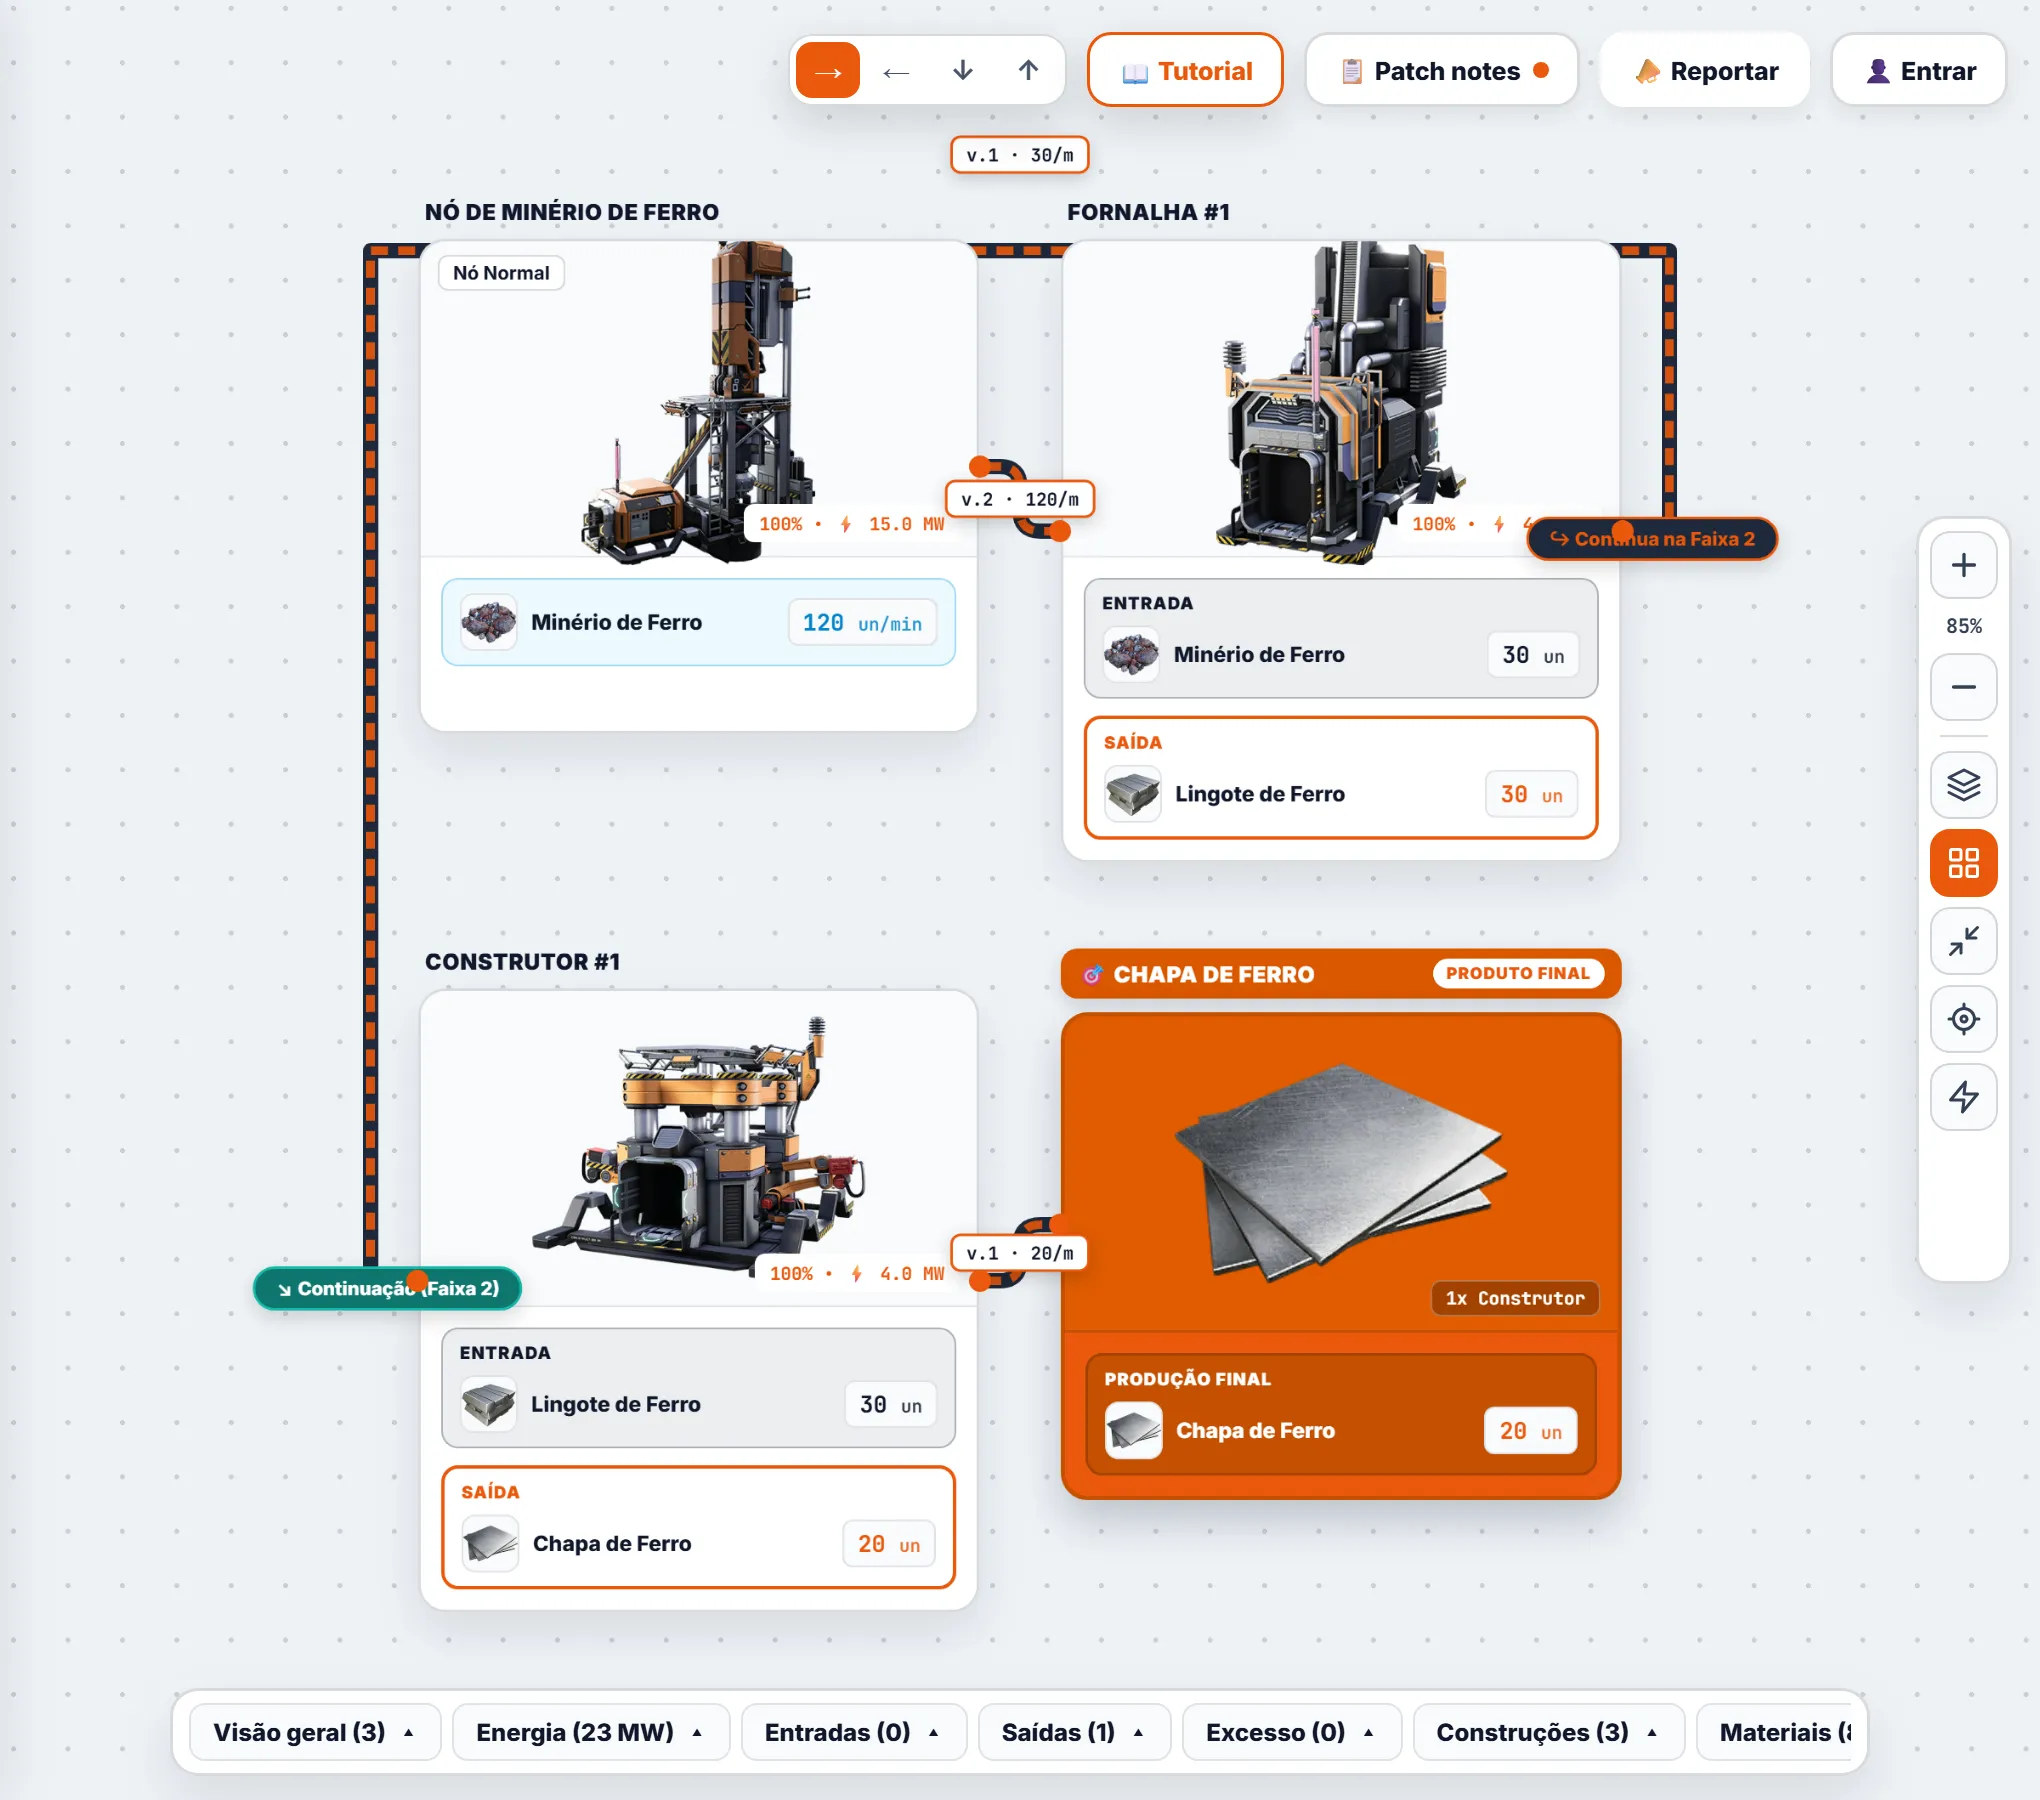 → ← ↓ ↑
Tutorial
Patch notes
Reportar
Entrar
v.1 · 30/m
NÓ DE MINÉRIO DE FERRO
Nó Normal
100% • 15.0 MW
Minério de Ferro
120 un/min
v.2 · 120/m
FORNALHA #1
100% • 4
↪ Continua na Faixa 2
ENTRADA
Minério de Ferro
30 un
SAÍDA
Lingote de Ferro
30 un
85%
CONSTRUTOR #1
100% • 4.0 MW
↘ Continuação (Faixa 2)
ENTRADA
Lingote de Ferro
30 un
SAÍDA
Chapa de Ferro
20 un
v.1 · 20/m
CHAPA DE FERRO
PRODUTO FINAL
1x Construtor
PRODUÇÃO FINAL
Chapa de Ferro
20 un
Visão geral (3) ▲
Energia (23 MW) ▲
Entradas (0) ▲
Saídas (1) ▲
Excesso (0) ▲
Construções (3) ▲
Materiais (